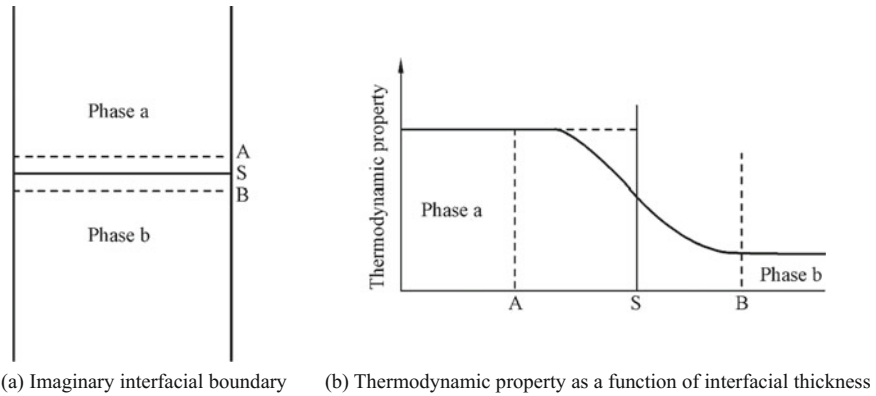 Phase a
A
S
B
Phase b
(a) Imaginary interfacial boundary
Thermodynamic property
Phase a
Phase b
A S B
(b) Thermodynamic property as a function of interfacial thickness